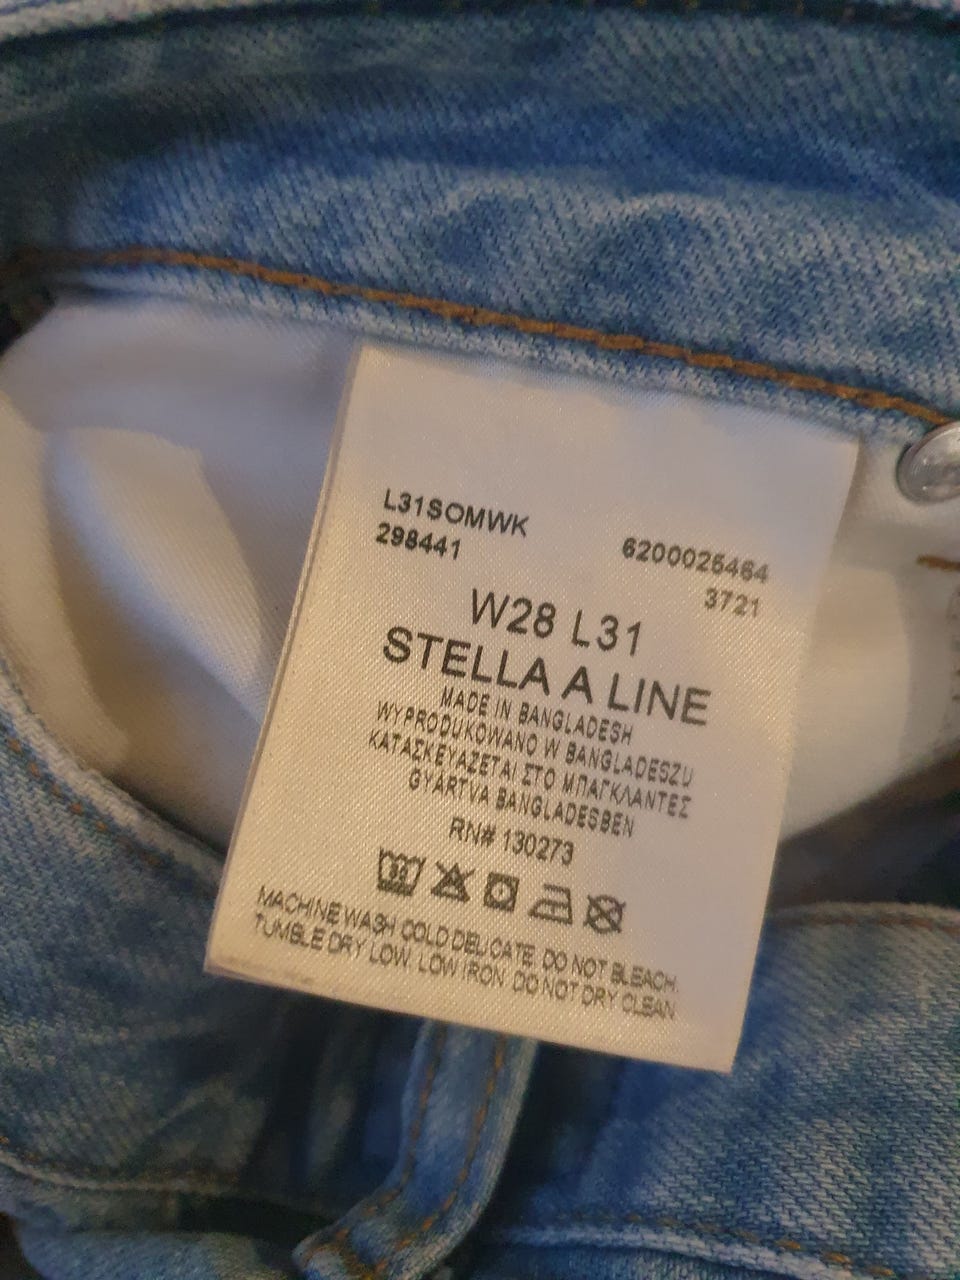 L31SOMWK
298441
6200025464
3721
W28 L31
STELLA A LINE
MADE IN BANGLADESH
WYPRODUKOWANO W BANGLADESZU
ΚΑΤΑΣΚΕΥΑΖΕΤΑΙ ΣΤΟ ΜΠΑΓΚΛΑΝΤΕΣ
GYÁRTVA BANGLADESBEN
RN# 130273
30
MACHINE WASH COLD DELICATE. DO NOT BLEACH.
TUMBLE DRY LOW. LOW IRON. DO NOT DRY CLEAN